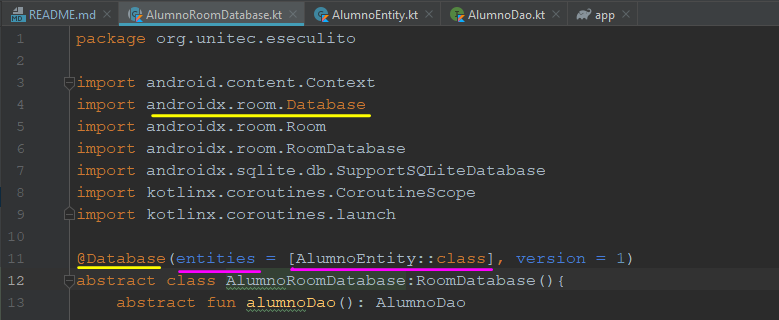 README.md AlumnoRoomDatabase.kt AlumnoEntity.kt AlumnoDao.kt app
1 package org.unitec.eseculito
2
3 import android.content.Context
4 import androidx.room.Database
5 import androidx.room.Room
6 import androidx.room.RoomDatabase
7 import androidx.sqlite.db.SupportSQLiteDatabase
8 import kotlinx.coroutines.CoroutineScope
9 import kotlinx.coroutines.launch
10
11 @Database(entities = [AlumnoEntity::class], version = 1)
12 abstract class AlumnoRoomDatabase:RoomDatabase(){
13 abstract fun alumnoDao(): AlumnoDao